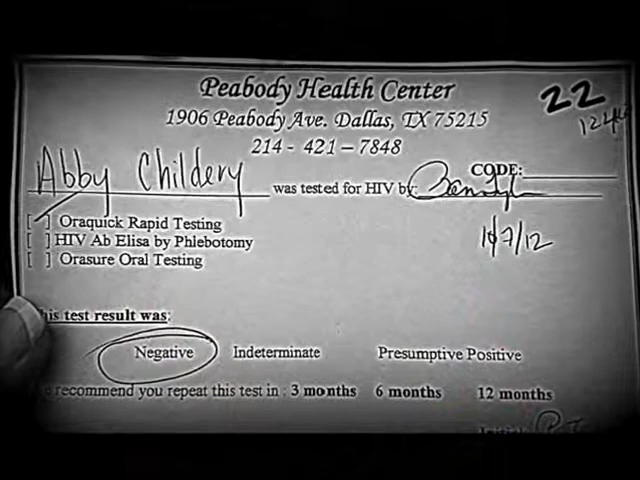 Peabody Health Center
22
1906 Peabody Ave. Dallas, TX 75215
214 - 421 – 7848
CODE:
Abby Childery was tested for HIV by:
[ ] Oraquick Rapid Testing
[ ] HIV Ab Elisa by Phlebotomy
[ ] Orasure Oral Testing
10/7/12
his test result was:
Negative Indeterminate Presumptive Positive
e recommend you repeat this test in : 3 months 6 months 12 months